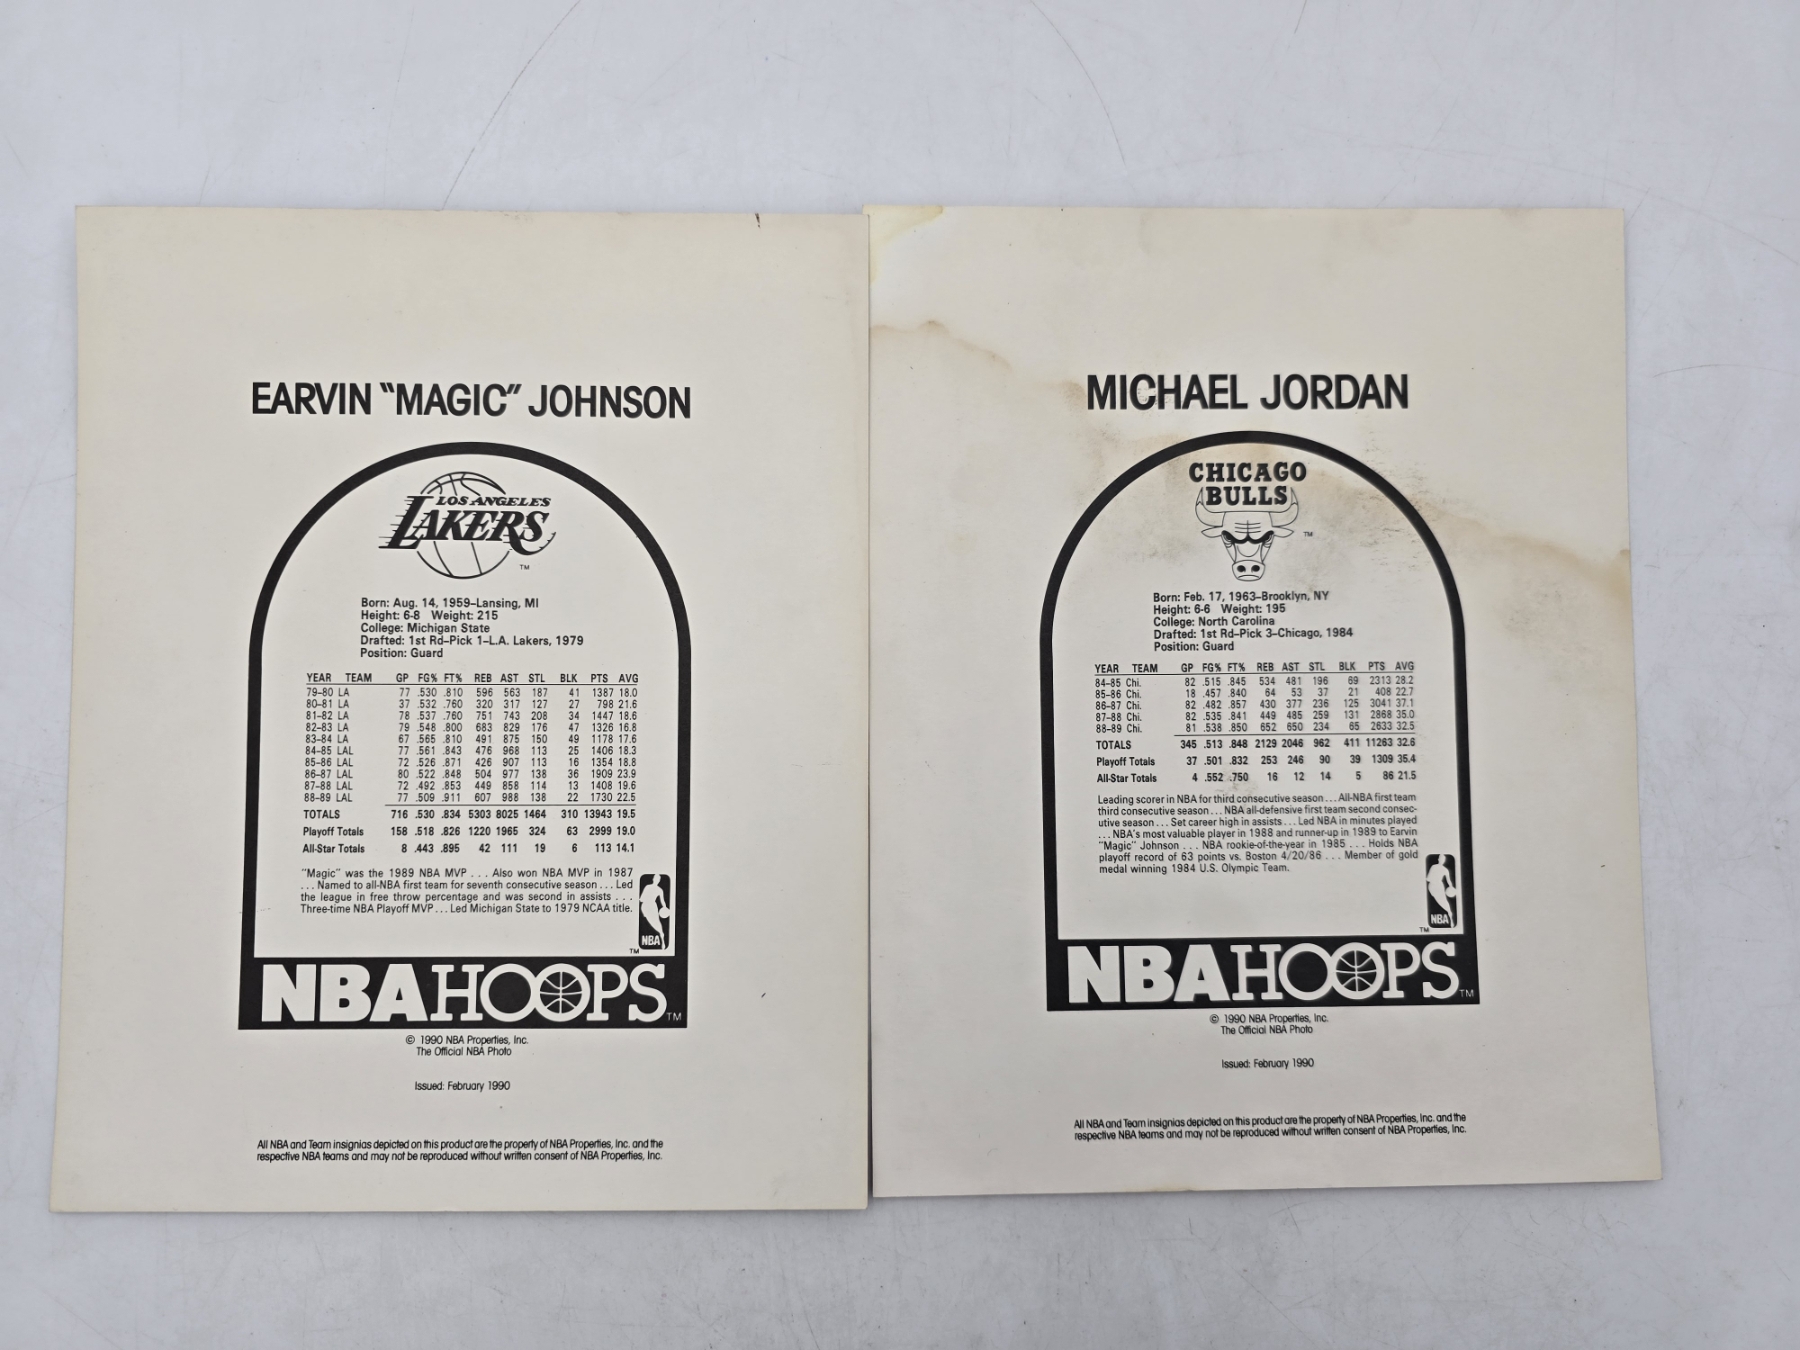 EARVIN "MAGIC" JOHNSON
LOS ANGELES
LAKERS
TM
Born: Aug. 14, 1959–Lansing, MI
Height: 6-8 Weight: 215
College: Michigan State
Drafted: 1st Rd–Pick 1–L.A. Lakers, 1979
Position: Guard
YEAR TEAM GP FG% FT% REB AST STL BLK PTS AVG
79–80 LA 77 .530 .810 596 563 187 41 1387 18.0
80–81 LA 37 .532 .760 320 317 127 27 798 21.6
81–82 LA 78 .537 .760 751 743 208 34 1447 18.6
82–83 LA 79 .548 .800 683 829 176 47 1326 16.8
83–84 LA 67 .565 .810 491 875 150 49 1178 17.6
84–85 LAL 77 .561 .843 476 968 113 25 1406 18.3
85–86 LAL 72 .526 .871 426 907 113 16 1354 18.8
86–87 LAL 80 .522 .848 504 977 138 36 1909 23.9
87–88 LAL 72 .492 .853 449 858 114 13 1408 19.6
88–89 LAL 77 .509 .911 607 988 138 22 1730 22.5
TOTALS 716 .530 .834 5303 8025 1464 310 13943 19.5
Playoff Totals 158 .518 .826 1220 1965 324 63 2999 19.0
All-Star Totals 8 .443 .895 42 111 19 6 113 14.1
"Magic" was the 1989 NBA MVP . . . Also won NBA MVP in 1987
. . . Named to all-NBA first team for seventh consecutive season . . . Led
the league in free throw percentage and was second in assists . . .
Three-time NBA Playoff MVP . . . Led Michigan State to 1979 NCAA title.
NBA
TM
NBA HOOPS TM
© 1990 NBA Properties, Inc.
The Official NBA Photo
Issued: February 1990
All NBA and Team insignias depicted on this product are the property of NBA Properties, Inc. and the
respective NBA teams and may not be reproduced without written consent of NBA Properties, Inc.
MICHAEL JORDAN
CHICAGO
BULLS
TM
Born: Feb. 17, 1963–Brooklyn, NY
Height: 6-6 Weight: 195
College: North Carolina
Drafted: 1st Rd–Pick 3–Chicago, 1984
Position: Guard
YEAR TEAM GP FG% FT% REB AST STL BLK PTS AVG
84–85 Chi. 82 .515 .845 534 481 196 69 2313 28.2
85–86 Chi. 18 .457 .840 64 53 37 21 408 22.7
86–87 Chi. 82 .482 .857 430 377 236 125 3041 37.1
87–88 Chi. 82 .535 .841 449 485 259 131 2868 35.0
88–89 Chi. 81 .538 .850 652 650 234 65 2633 32.5
TOTALS 345 .513 .848 2129 2046 962 411 11263 32.6
Playoff Totals 37 .501 .832 253 246 90 39 1309 35.4
All-Star Totals 4 .552 .750 16 12 14 5 86 21.5
Leading scorer in NBA for third consecutive season . . . All-NBA first team
third consecutive season . . . NBA all-defensive first team second consec-
utive season . . . Set career high in assists . . . Led NBA in minutes played
. . . NBA's most valuable player in 1988 and runner-up in 1989 to Earvin
"Magic" Johnson . . . NBA rookie-of-the-year in 1985 . . . Holds NBA
playoff record of 63 points vs. Boston 4/20/86 . . . Member of gold
medal winning 1984 U.S. Olympic Team.
NBA
TM
NBA HOOPS TM
© 1990 NBA Properties, Inc.
The Official NBA Photo
Issued: February 1990
All NBA and Team insignias depicted on this product are the property of NBA Properties, Inc. and the
respective NBA teams and may not be reproduced without written consent of NBA Properties, Inc.